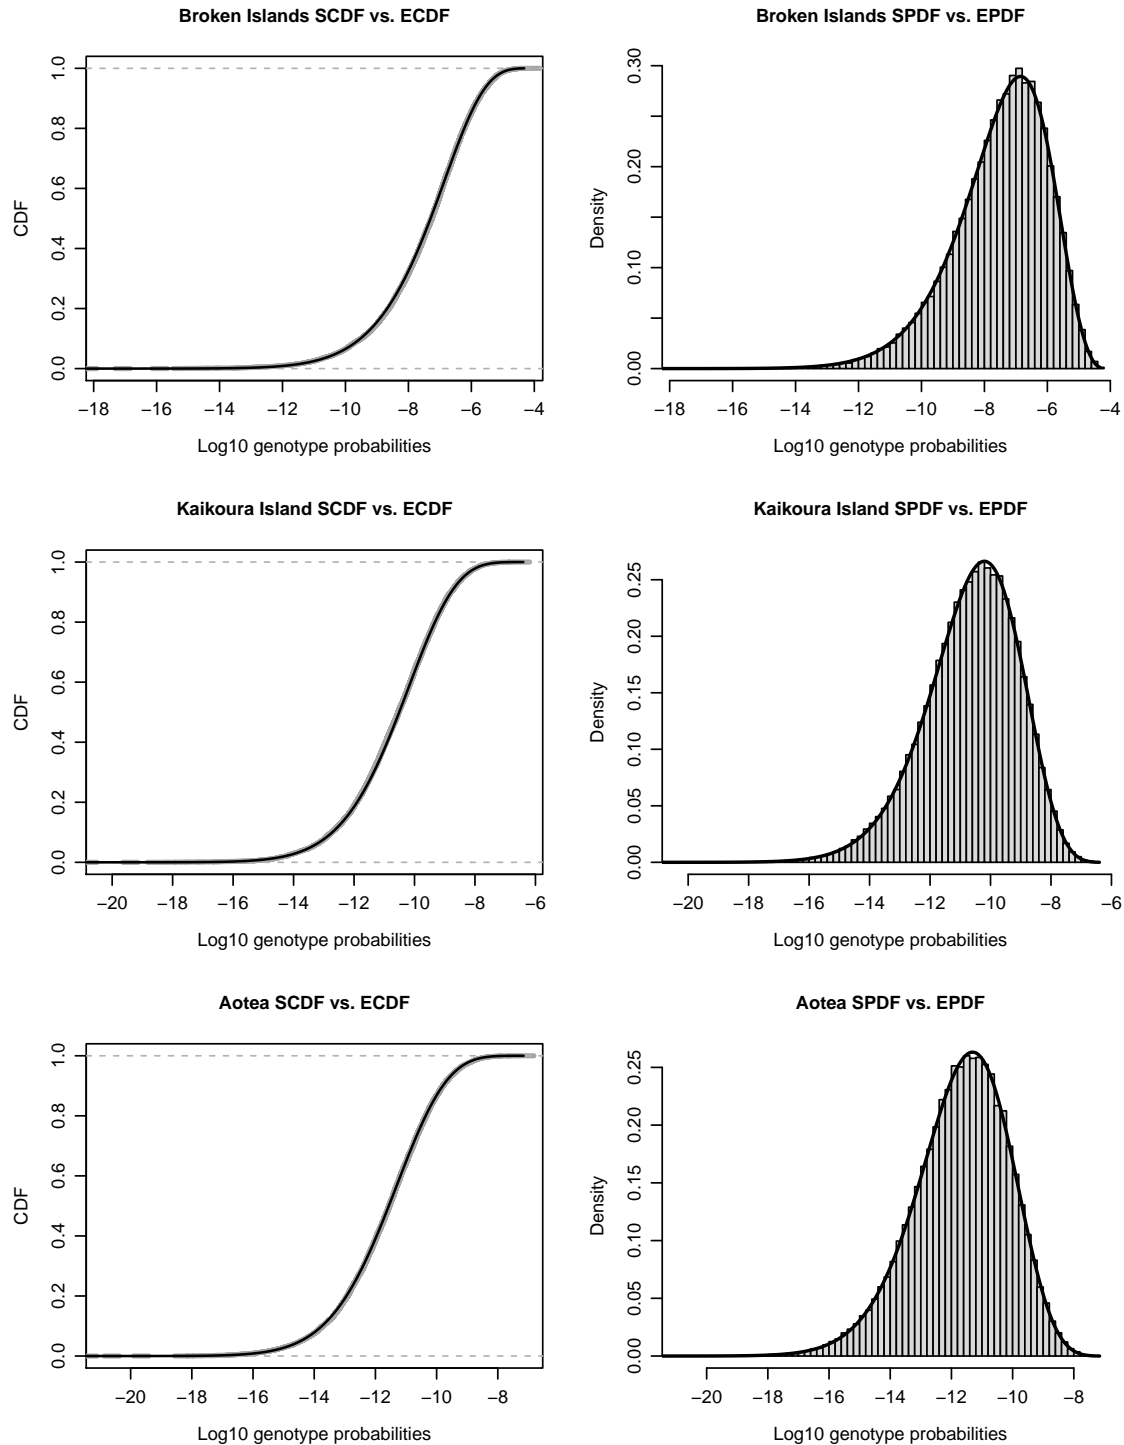 Broken Islands SCDF vs. ECDF
CDF
0.0 0.2 0.4 0.6 0.8 1.0
−18 −16 −14 −12 −10 −8 −6 −4
Log10 genotype probabilities
Broken Islands SPDF vs. EPDF
Density
0.00 0.10 0.20 0.30
−18 −16 −14 −12 −10 −8 −6 −4
Log10 genotype probabilities
Kaikoura Island SCDF vs. ECDF
CDF
0.0 0.2 0.4 0.6 0.8 1.0
−20 −18 −16 −14 −12 −10 −8 −6
Log10 genotype probabilities
Kaikoura Island SPDF vs. EPDF
Density
0.00 0.05 0.10 0.15 0.20 0.25
−20 −18 −16 −14 −12 −10 −8 −6
Log10 genotype probabilities
Aotea SCDF vs. ECDF
CDF
0.0 0.2 0.4 0.6 0.8 1.0
−20 −18 −16 −14 −12 −10 −8
Log10 genotype probabilities
Aotea SPDF vs. EPDF
Density
0.00 0.05 0.10 0.15 0.20 0.25
−20 −18 −16 −14 −12 −10 −8
Log10 genotype probabilities